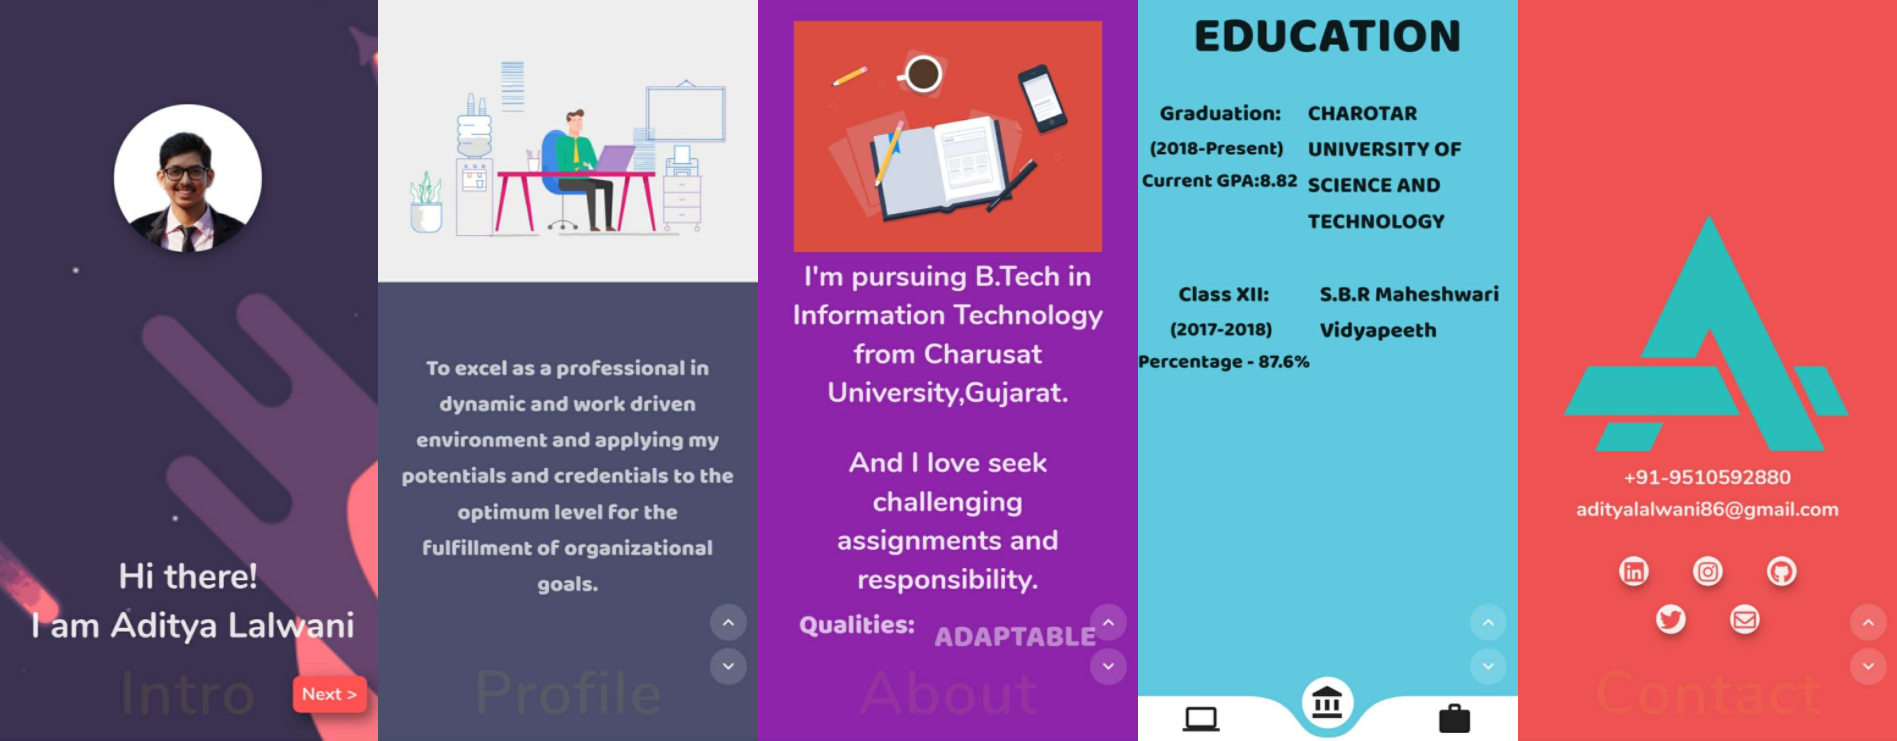 Hi there!
I am Aditya Lalwani
Intro
Next >
To excel as a professional in
dynamic and work driven
environment and applying my
potentials and credentials to the
optimum level for the
fulfillment of organizational
goals.
Profile
I'm pursuing B.Tech in
Information Technology
from Charusat
University,Gujarat.
And I love seek
challenging
assignments and
responsibility.
Qualities:
ADAPTABLE
About
EDUCATION
Graduation:
(2018-Present)
Current GPA:8.82
CHAROTAR
UNIVERSITY OF
SCIENCE AND
TECHNOLOGY
Class XII:
(2017-2018)
Percentage - 87.6%
S.B.R Maheshwari
Vidyapeeth
+91-9510592880
adityalalwani86@gmail.com
in
Contact